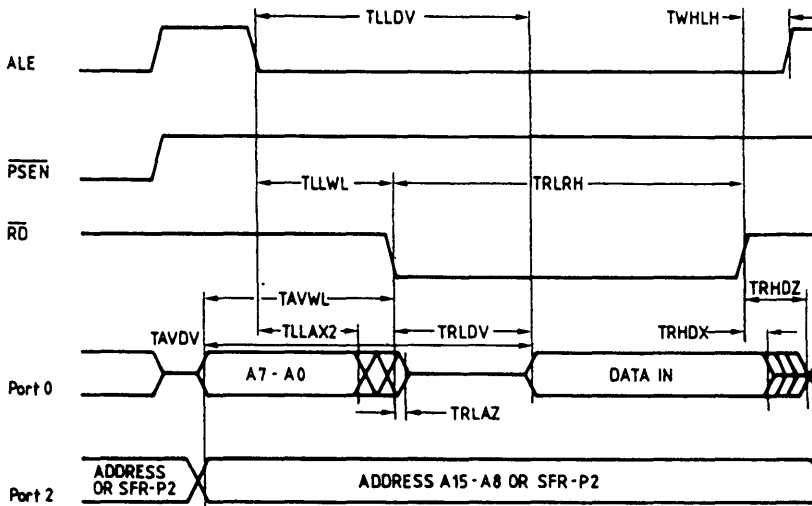 TLLDV TWHLH
ALE
PSEN
TLLWL TRLRH
RD
TAVWL TRHDZ
TAVDV TLLAX2 TRLDV TRHDX
Port 0 A7 - A0 DATA IN
TRLAZ
ADDRESS
OR SFR-P2 ADDRESS A15 - A8 OR SFR-P2
Port 2